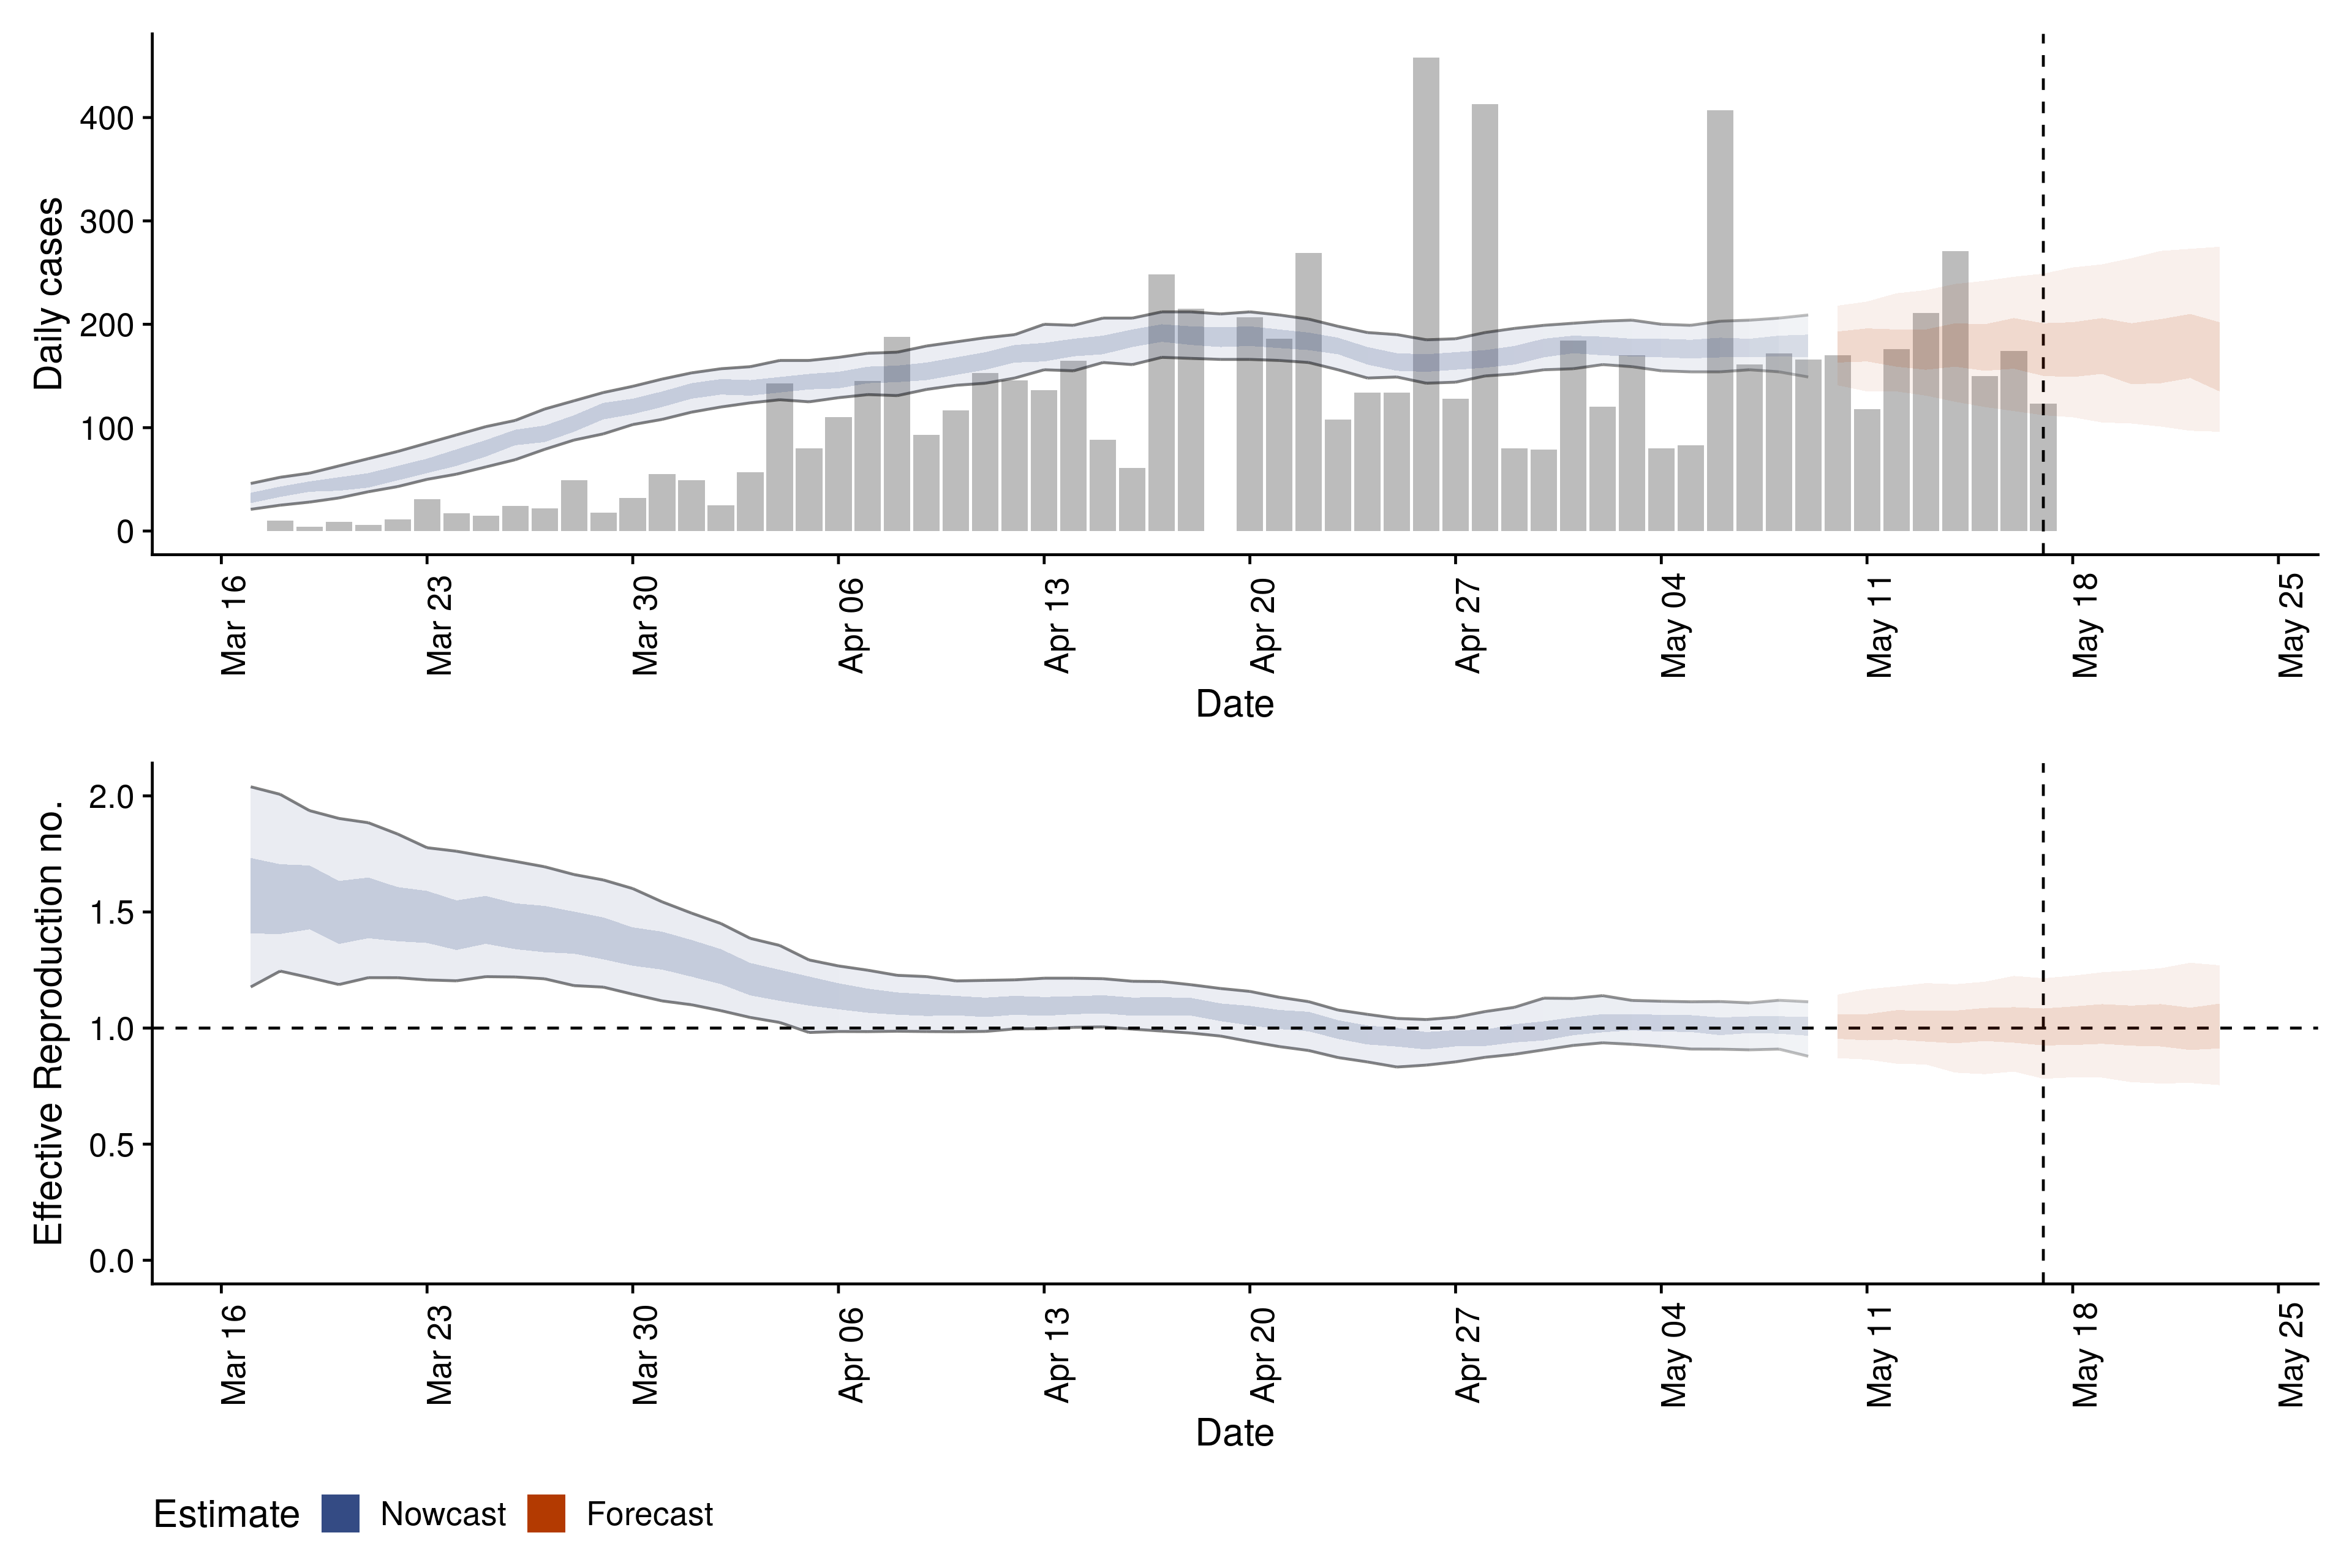 Daily cases
400
300
200
100
0
Mar 16
Mar 23
Mar 30
Apr 06
Apr 13
Apr 20
Apr 27
May 04
May 11
May 18
May 25
Date
Effective Reproduction no.
2.0
1.5
1.0
0.5
0.0
Mar 16
Mar 23
Mar 30
Apr 06
Apr 13
Apr 20
Apr 27
May 04
May 11
May 18
May 25
Date
Estimate Nowcast Forecast